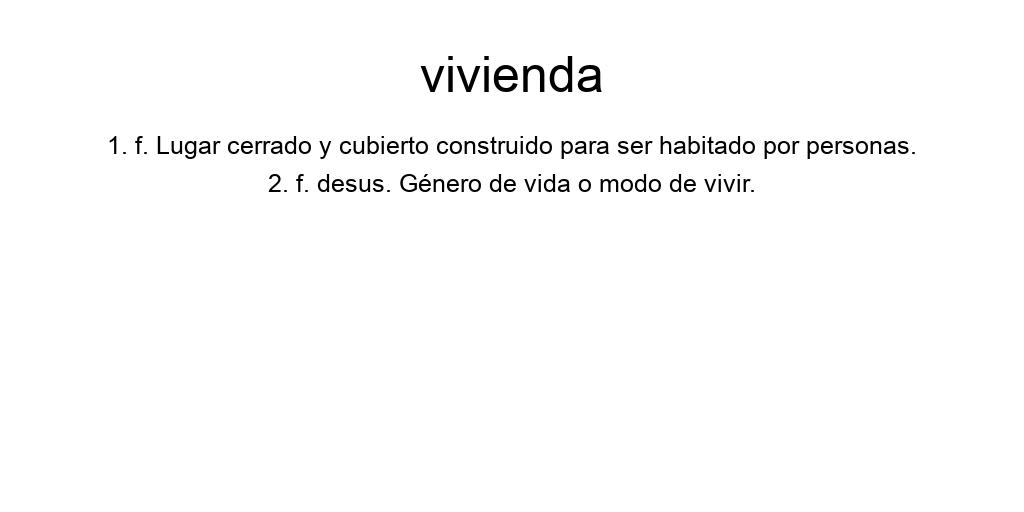 vivienda
1. f. Lugar cerrado y cubierto construido para ser habitado por personas.
2. f. desus. Género de vida o modo de vivir.